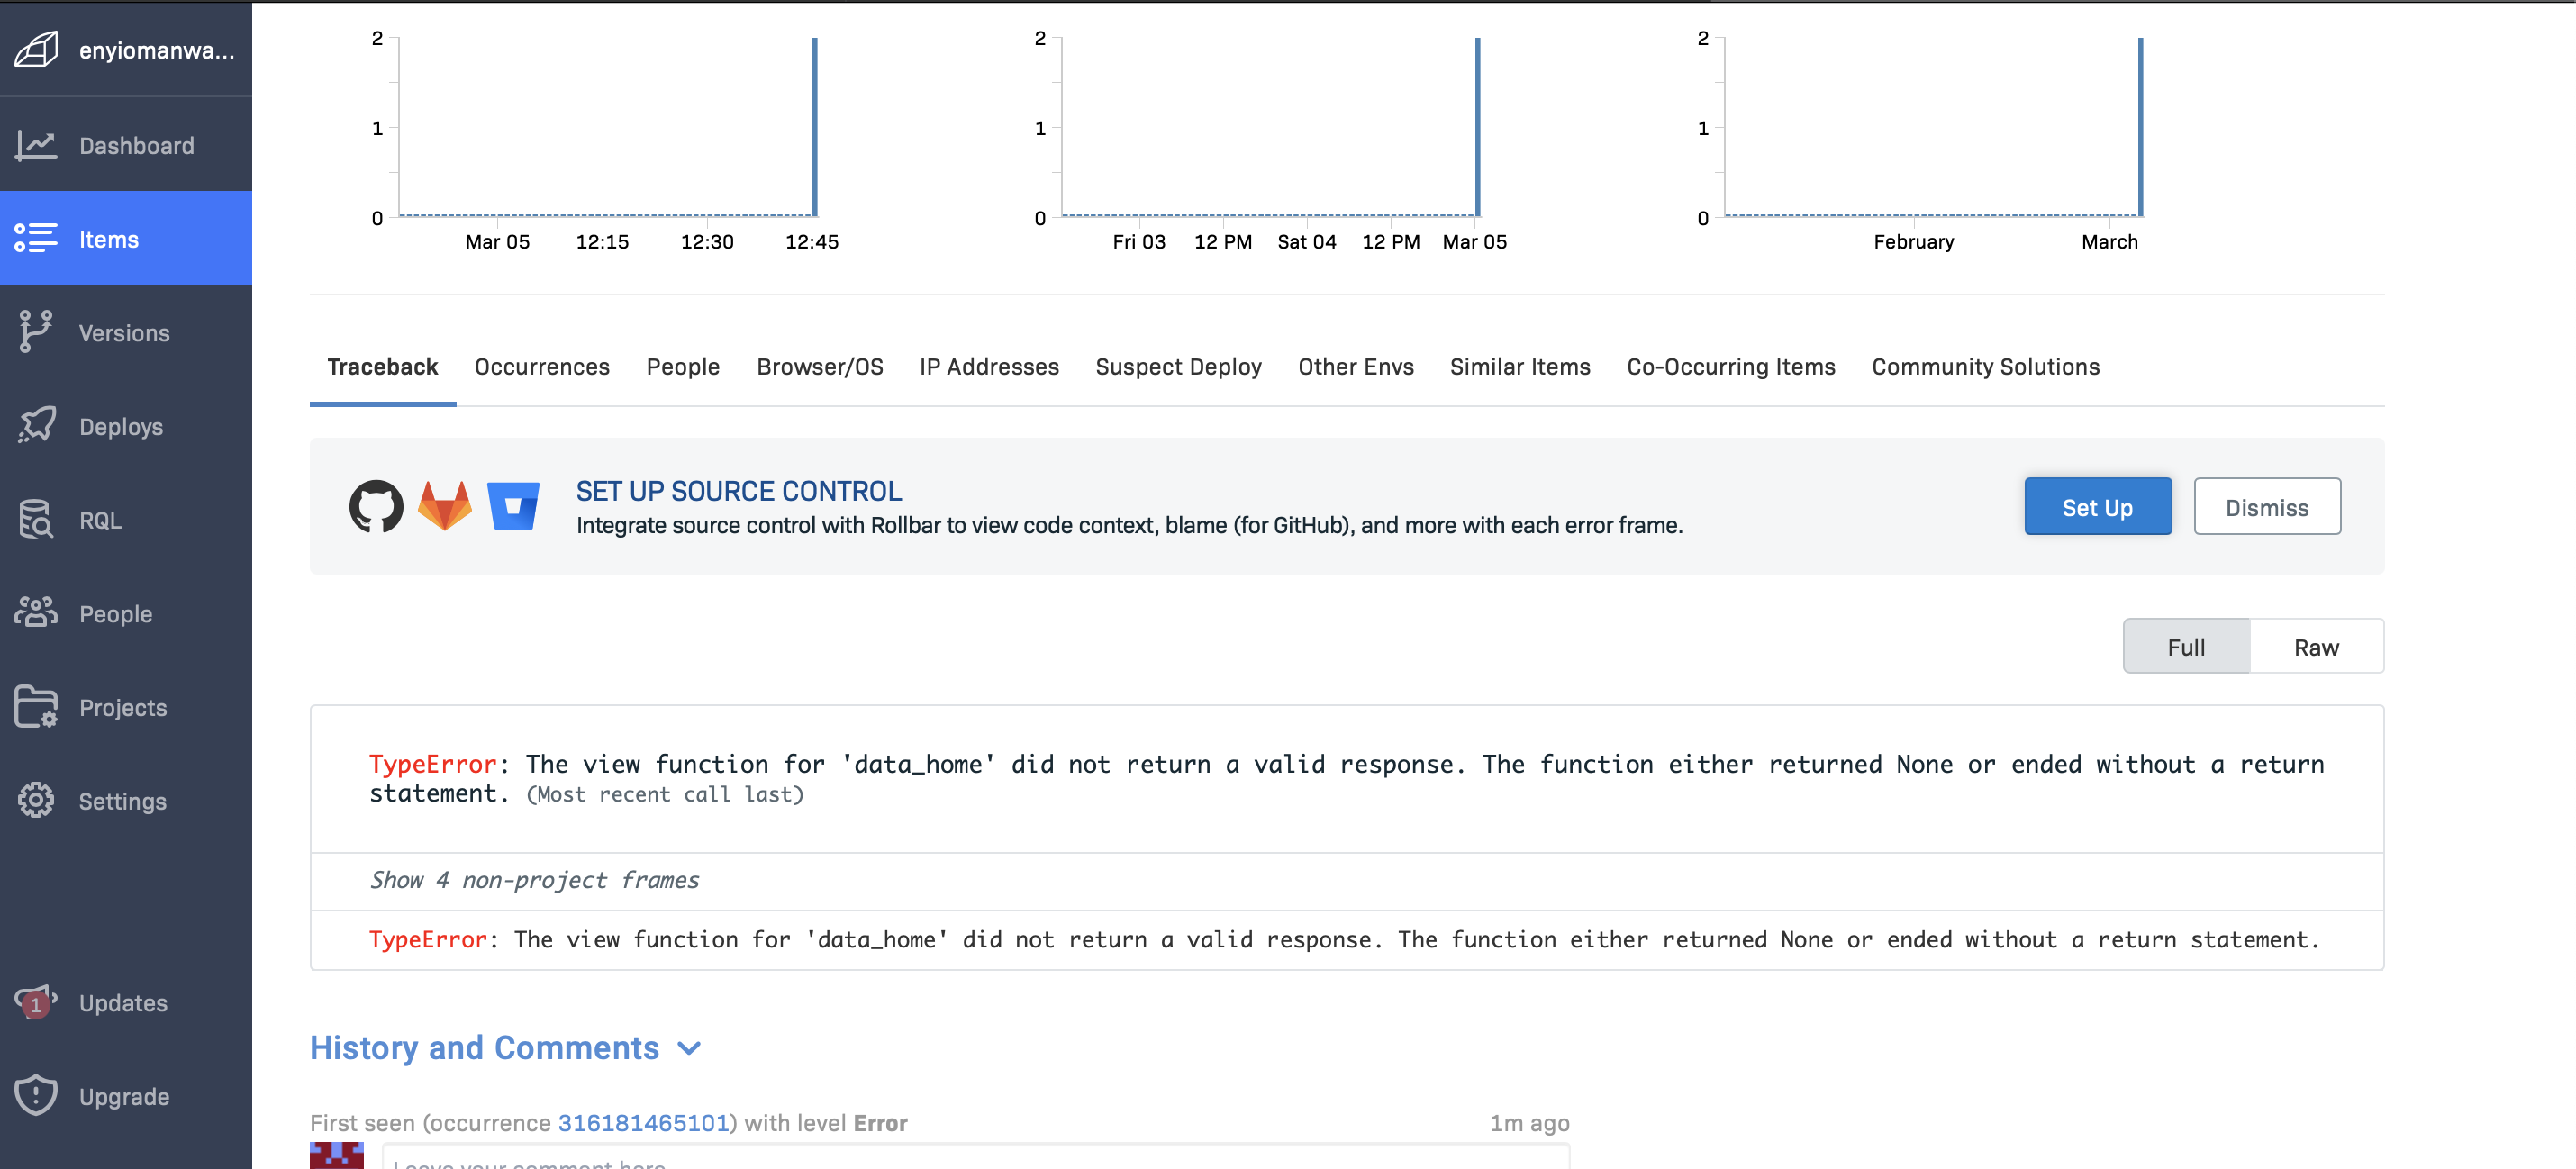 enyiomanwa...
Dashboard
Items
Versions
Deploys
RQL
People
Projects
Settings
1
Updates
Upgrade
2
1
0
Mar 05 12:15 12:30 12:45
2
1
0
Fri 03 12 PM Sat 04 12 PM Mar 05
2
1
0
February March
Traceback Occurrences People Browser/OS IP Addresses Suspect Deploy Other Envs Similar Items Co-Occurring Items Community Solutions
SET UP SOURCE CONTROL
Integrate source control with Rollbar to view code context, blame (for GitHub), and more with each error frame.
Set Up Dismiss
Full Raw
TypeError: The view function for 'data_home' did not return a valid response. The function either returned None or ended without a return
statement. (Most recent call last)
Show 4 non-project frames
TypeError: The view function for 'data_home' did not return a valid response. The function either returned None or ended without a return statement.
History and Comments
First seen (occurrence 316181465101) with level Error 1m ago
Leave your comment here